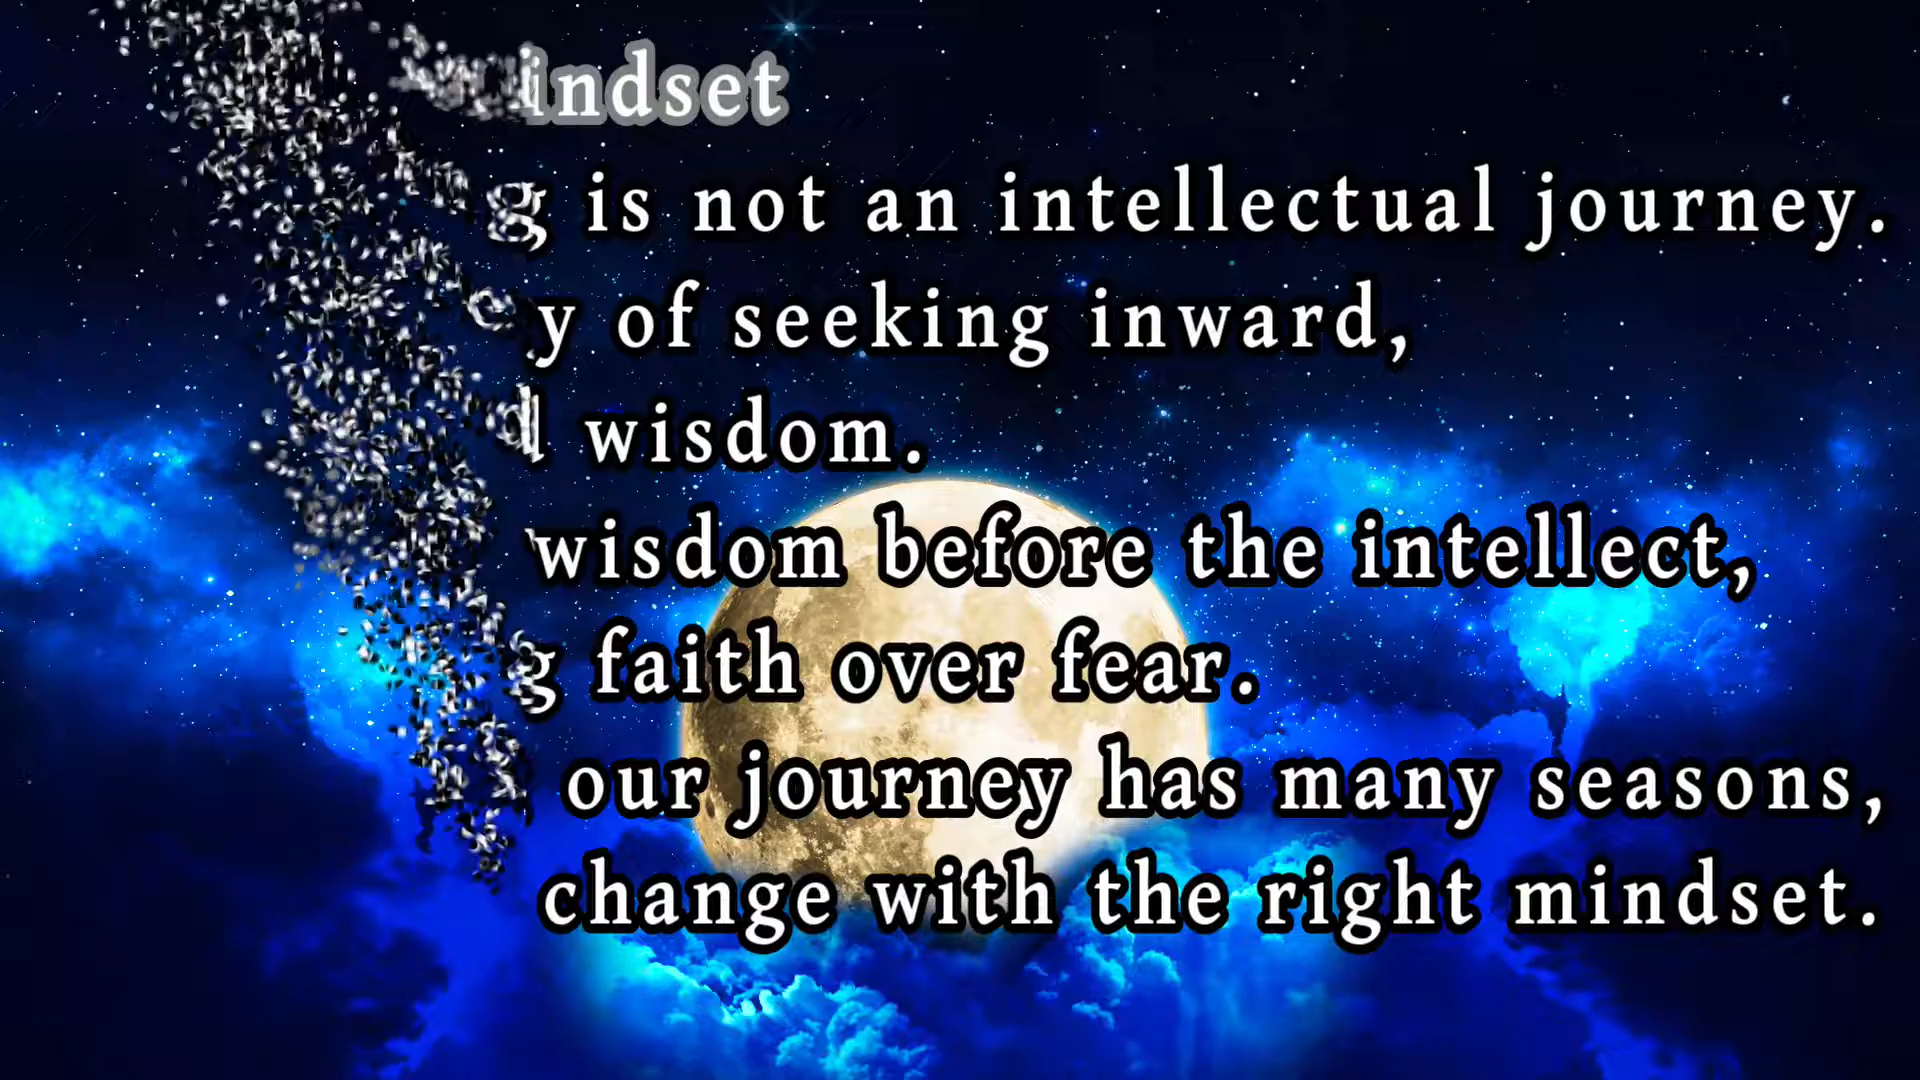 indset
g is not an intellectual journey.
y of seeking inward,
d wisdom.
wisdom before the intellect,
g faith over fear.
our journey has many seasons,
change with the right mindset.